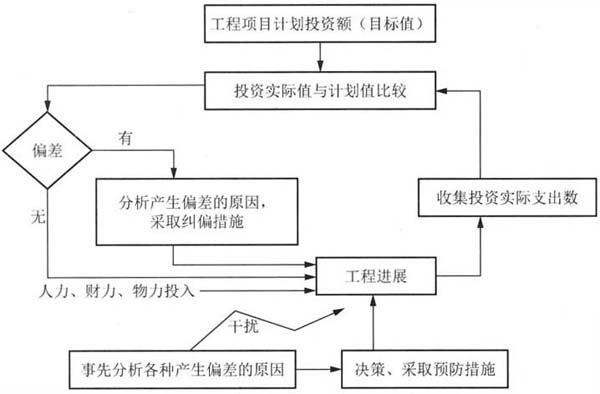 工程项目计划投资额（目标值）
投资实际值与计划值比较
偏差
有
分析产生偏差的原因，
采取纠偏措施
收集投资实际支出数
无
工程进展
人力、财力、物力投入
干扰
事先分析各种产生偏差的原因
决策、采取预防措施